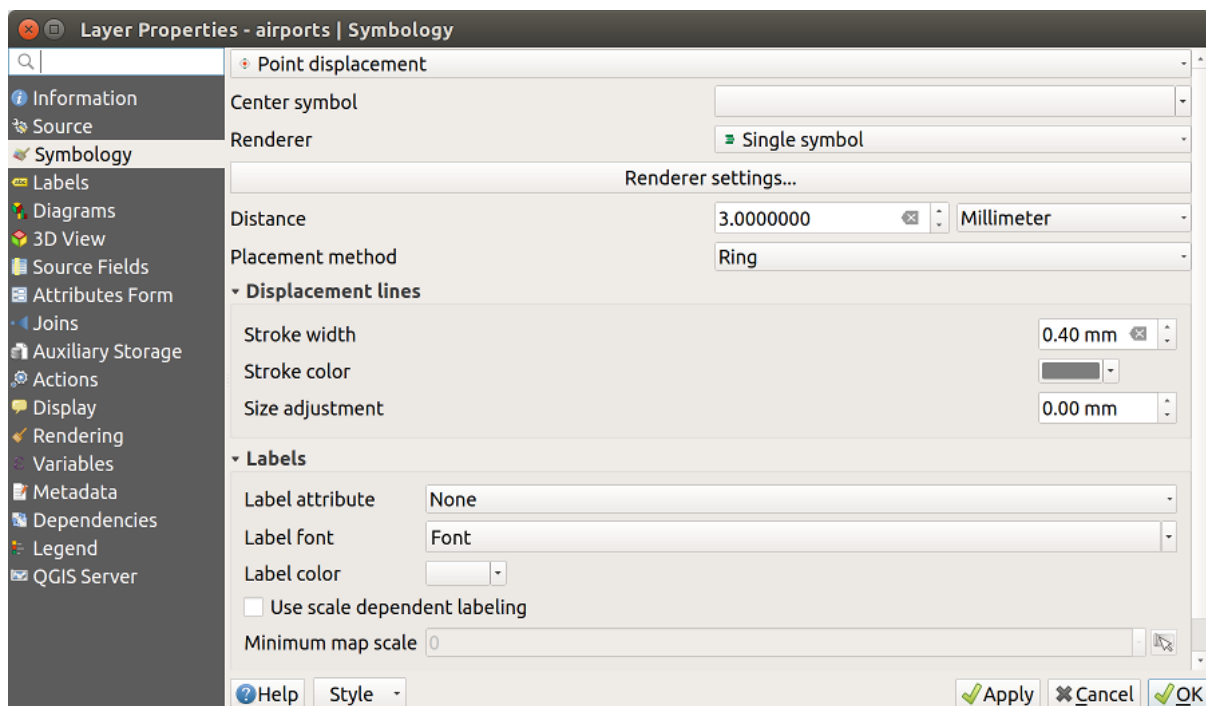 Layer Properties - airports | Symbology
Information
Source
Symbology
Labels
Diagrams
3D View
Source Fields
Attributes Form
Joins
Auxiliary Storage
Actions
Display
Rendering
Variables
Metadata
Dependencies
Legend
QGIS Server
Point displacement
Center symbol
Renderer Single symbol
Renderer settings...
Distance 3.0000000 Millimeter
Placement method Ring
Displacement lines
Stroke width 0.40 mm
Stroke color
Size adjustment 0.00 mm
Labels
Label attribute None
Label font Font
Label color
Use scale dependent labeling
Minimum map scale 0
Help Style Apply Cancel OK